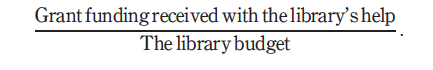 Grant funding received with the library’s help
The library budget .